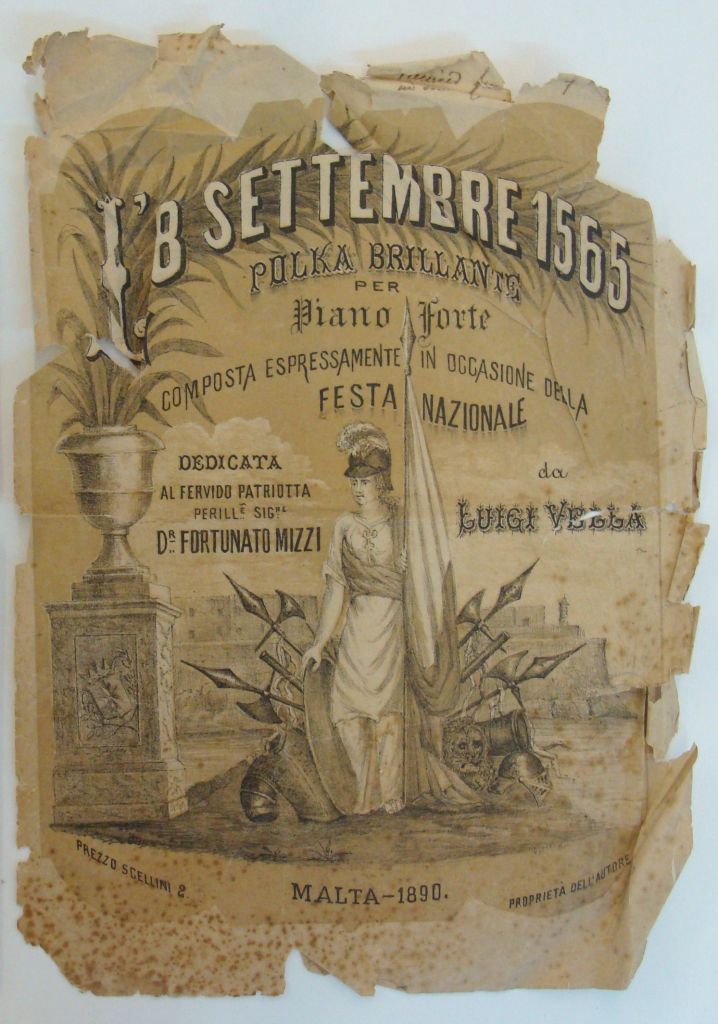 L'8 SETTEMBRE 1565
POLKA BRILLANTE
PER
Piano Forte
COMPOSTA ESPRESSAMENTE IN OCCASIONE DELLA
FESTA NAZIONALE
DEDICATA
AL FERVIDO PATRIOTTA
PERILL.E SIG.RE
DR. FORTUNATO MIZZI
da
LUIGI VELLA
PREZZO SCELLINI 2.
MALTA-1890.
PROPRIETÀ DELL'AUTORE